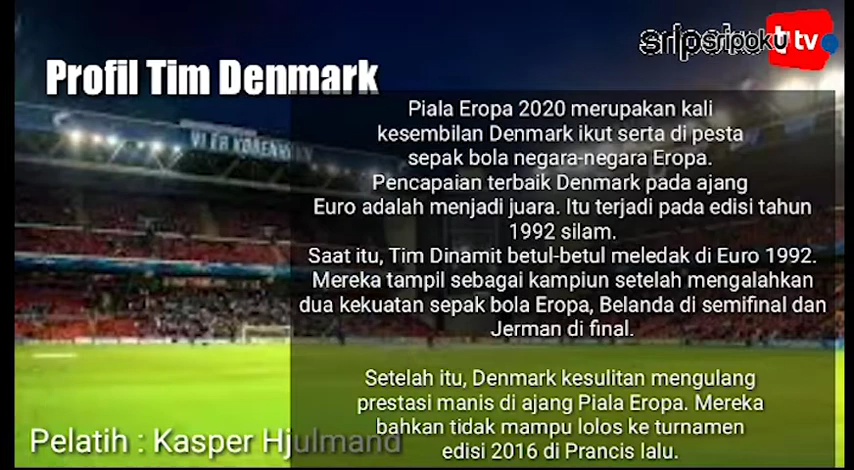 sripoku tv
Profil Tim Denmark
VI ER KØBENHAVN
Piala Eropa 2020 merupakan kali
kesembilan Denmark ikut serta di pesta
sepak bola negara-negara Eropa.
Pencapaian terbaik Denmark pada ajang
Euro adalah menjadi juara. Itu terjadi pada edisi tahun
1992 silam.
Saat itu, Tim Dinamit betul-betul meledak di Euro 1992.
Mereka tampil sebagai kampiun setelah mengalahkan
dua kekuatan sepak bola Eropa, Belanda di semifinal dan
Jerman di final.
Setelah itu, Denmark kesulitan mengulang
prestasi manis di ajang Piala Eropa. Mereka
bahkan tidak mampu lolos ke turnamen
edisi 2016 di Prancis lalu.
Pelatih : Kasper Hjulmand